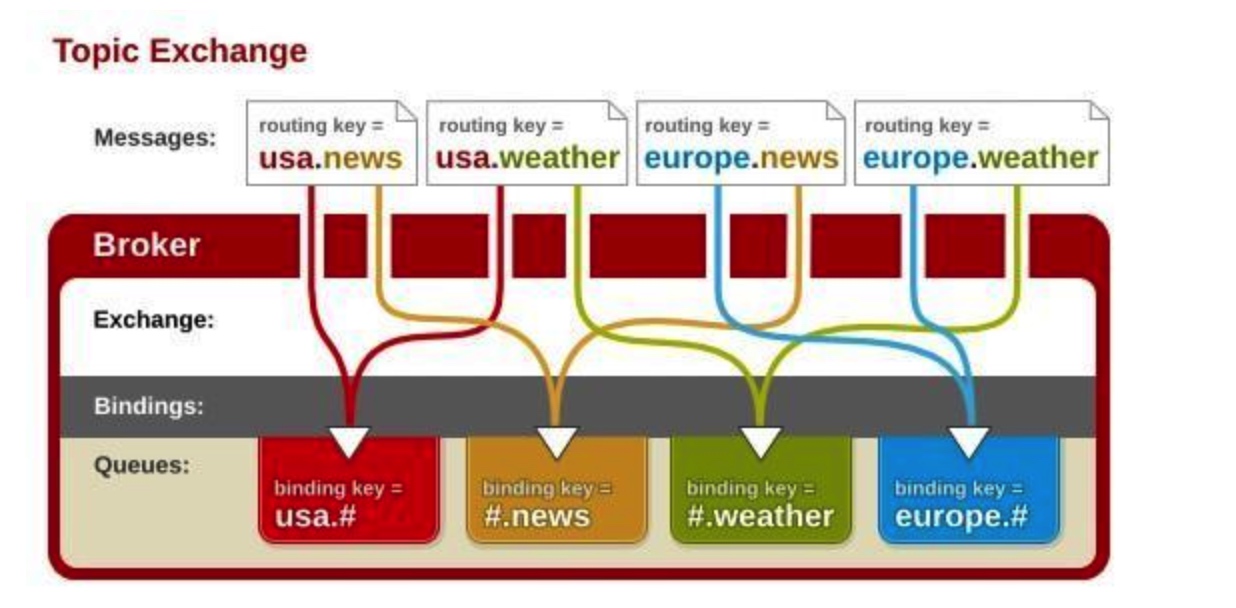 Topic Exchange
Messages:
routing key =
usa.news
routing key =
usa.weather
routing key =
europe.news
routing key =
europe.weather
Broker
Exchange:
Bindings:
Queues:
binding key =
usa.#
binding key =
#.news
binding key =
#.weather
binding key =
europe.#